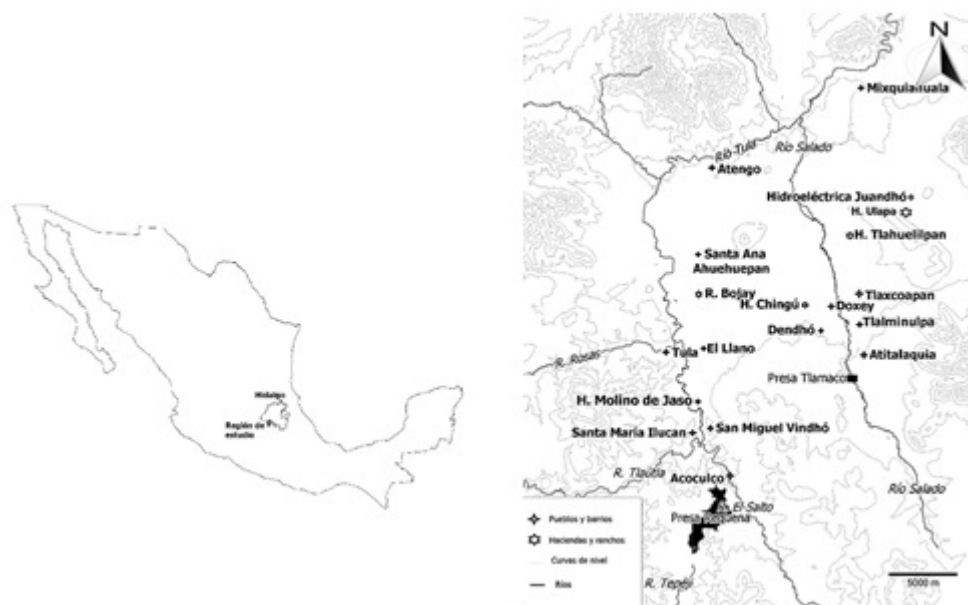 Hidalgo
Región de
estudio
N
Mixquiahuala
Río Tula
Río Salado
Atengo
Hidroeléctrica Juandhó
H. Ulapa
H. Tlahuelilpan
Santa Ana
Ahuehuepan
R. Bojay
H. Chingú
Tlaxcoapan
Doxey
Tlalminulpa
Dendhó
El Llano
Tula
R. Rosas
Atitalaquia
Presa Tlamaco
H. Molino de Jaso
San Miguel Vindhó
Santa María Ilucan
R. Tlautla
Acoculco
El Salto
Río Salado
Presa Requena
R. Tepeji
Pueblos y barrios
Haciendas y ranchos
Curvas de nivel
Ríos
5000 m